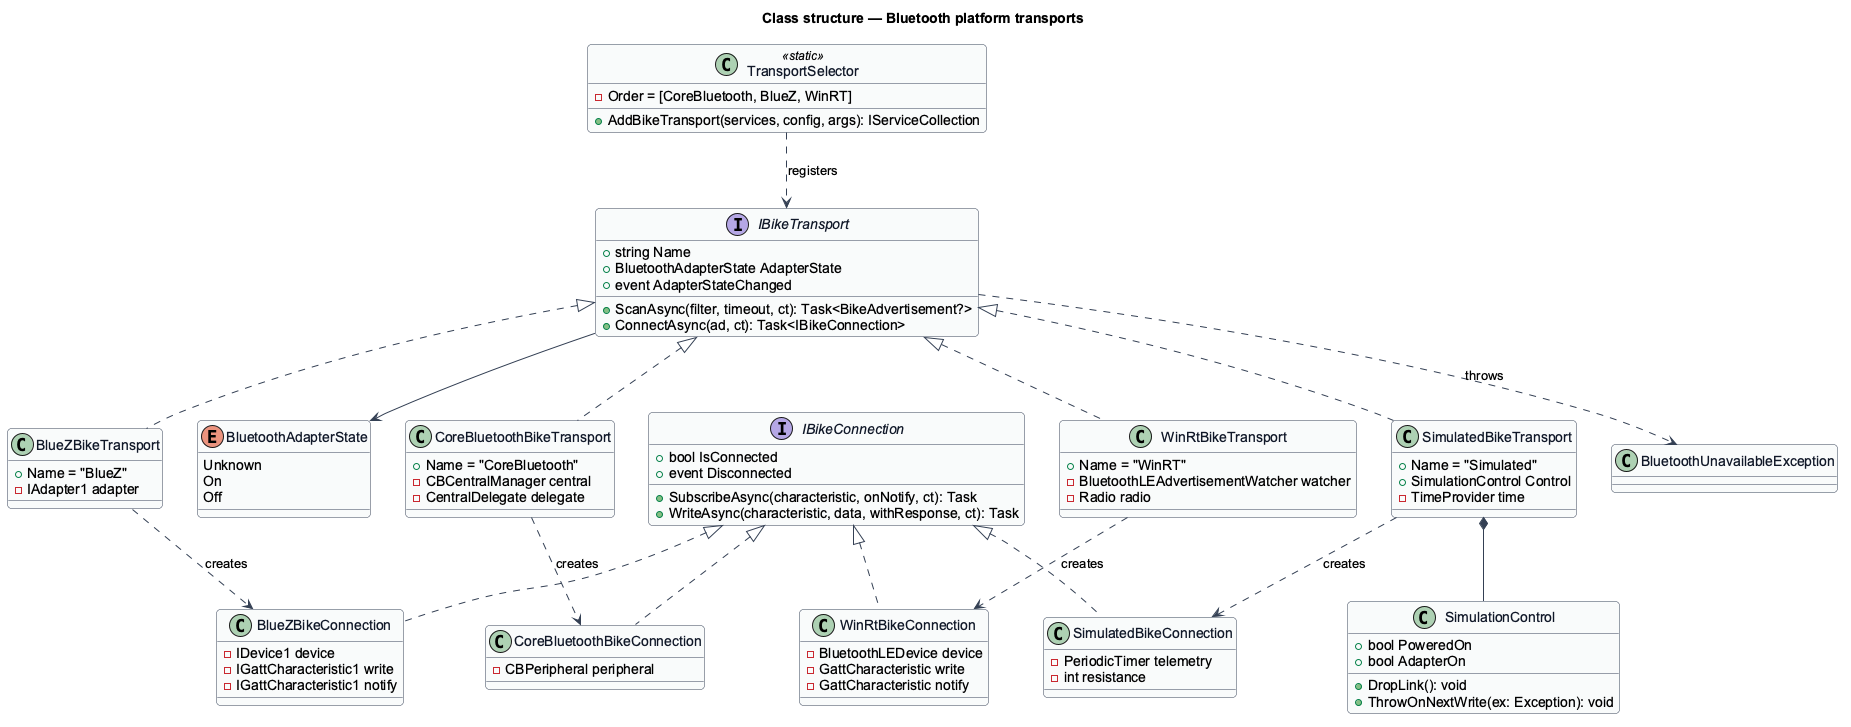 Class structure — Bluetooth platform transports
«static»
C
TransportSelector
Order = [CoreBluetooth, BlueZ, WinRT]
AddBikeTransport(services, config, args): IServiceCollection
registers
I
IBikeTransport
string Name
BluetoothAdapterState AdapterState
event AdapterStateChanged
ScanAsync(filter, timeout, ct): Task<BikeAdvertisement?>
ConnectAsync(ad, ct): Task<IBikeConnection>
throws
C
BlueZBikeTransport
Name = "BlueZ"
IAdapter1 adapter
E
BluetoothAdapterState
Unknown
On
Off
C
CoreBluetoothBikeTransport
Name = "CoreBluetooth"
CBCentralManager central
CentralDelegate delegate
I
IBikeConnection
bool IsConnected
event Disconnected
SubscribeAsync(characteristic, onNotify, ct): Task
WriteAsync(characteristic, data, withResponse, ct): Task
C
WinRtBikeTransport
Name = "WinRT"
BluetoothLEAdvertisementWatcher watcher
Radio radio
C
SimulatedBikeTransport
Name = "Simulated"
SimulationControl Control
TimeProvider time
C
BluetoothUnavailableException
creates
creates
creates
creates
C
BlueZBikeConnection
IDevice1 device
IGattCharacteristic1 write
IGattCharacteristic1 notify
C
CoreBluetoothBikeConnection
CBPeripheral peripheral
C
WinRtBikeConnection
BluetoothLEDevice device
GattCharacteristic write
GattCharacteristic notify
C
SimulatedBikeConnection
PeriodicTimer telemetry
int resistance
C
SimulationControl
bool PoweredOn
bool AdapterOn
DropLink(): void
ThrowOnNextWrite(ex: Exception): void